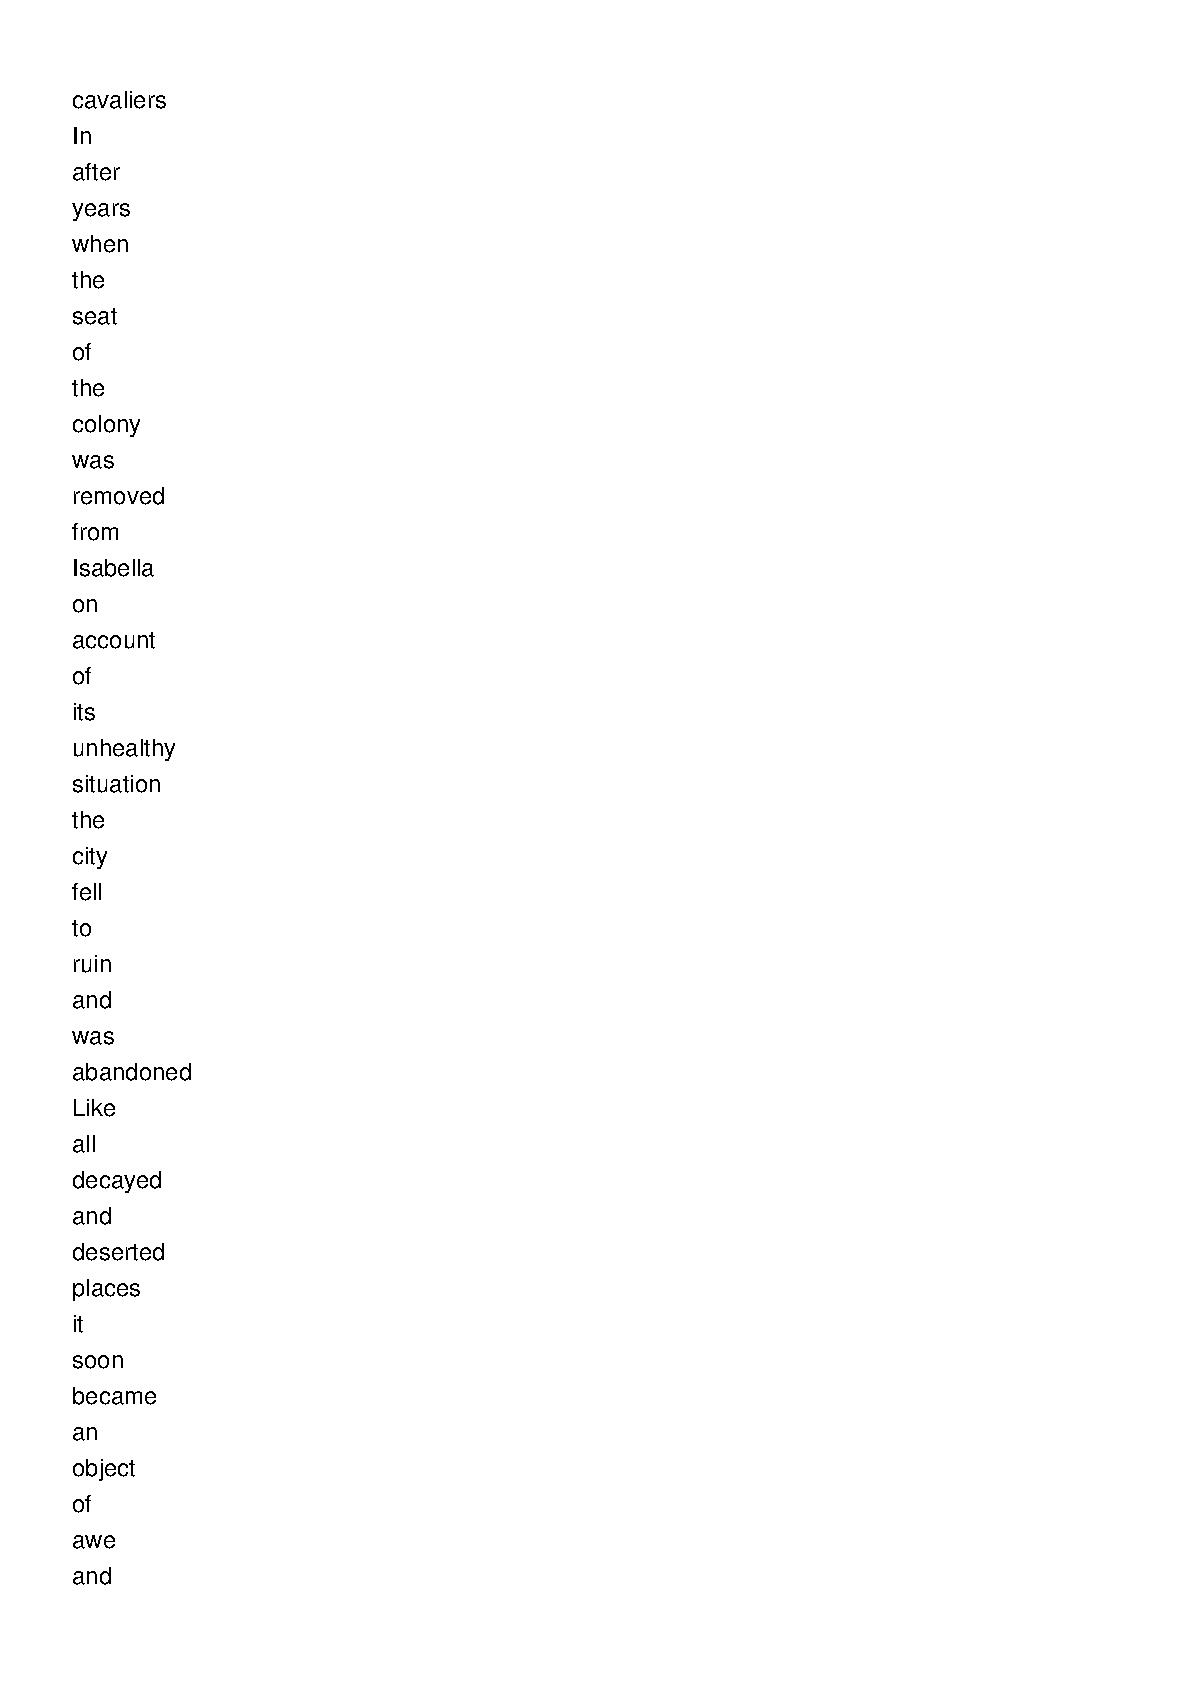 cavaliers
In
after
years
when
the
seat
of
the
colony
was
removed
from
Isabella
on
account
of
its
unhealthy
situation
the
city
fell
to
ruin
and
was
abandoned
Like
all
decayed
and
deserted
places
it
soon
became
an
object
of
awe
and